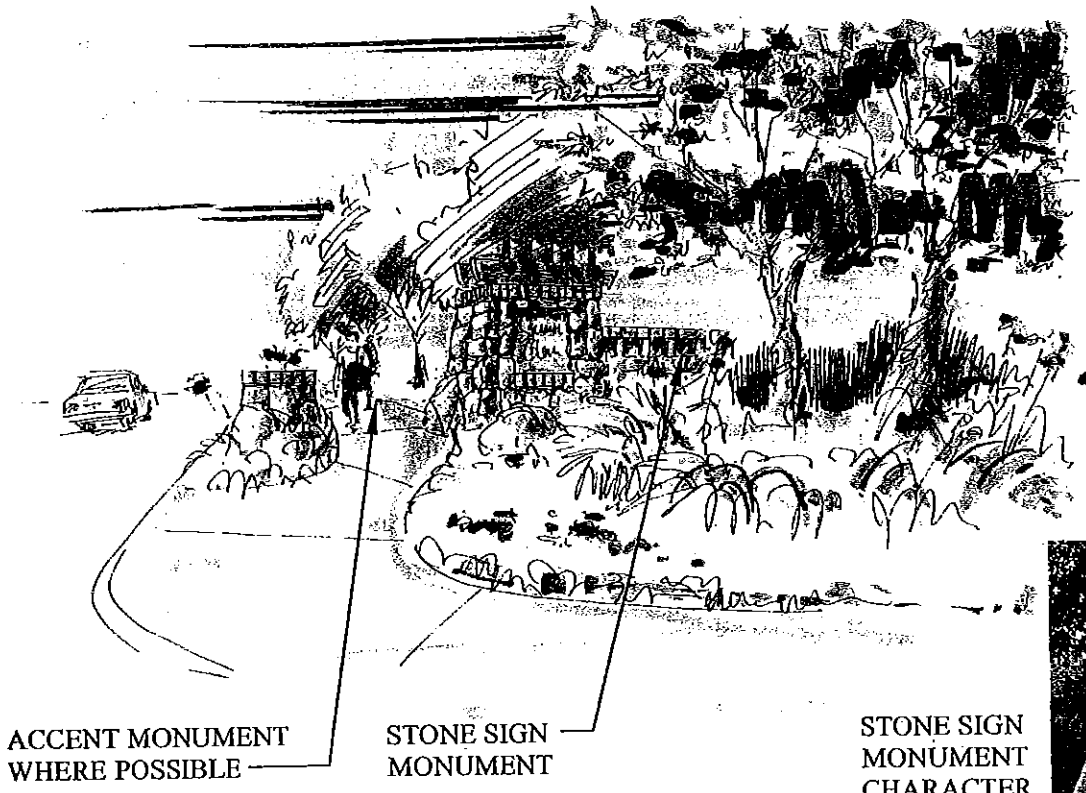 ACCENT MONUMENT
WHERE POSSIBLE
STONE SIGN
MONUMENT
STONE SIGN
MONUMENT
CHARACTER